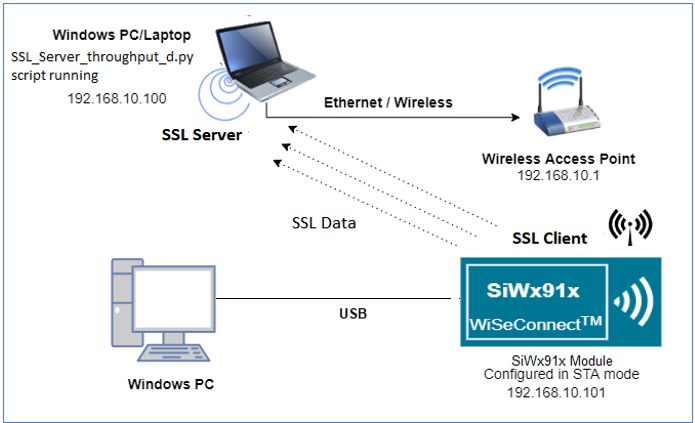 Windows PC/Laptop
SSL_Server_throughput_d.py
script running
192.168.10.100
SSL Server
Ethernet / Wireless
Wireless Access Point
192.168.10.1
SSL Data
SSL Client
SiWx91x
WiSeConnect™
USB
Windows PC
SiWx91x Module
Configured in STA mode
192.168.10.101